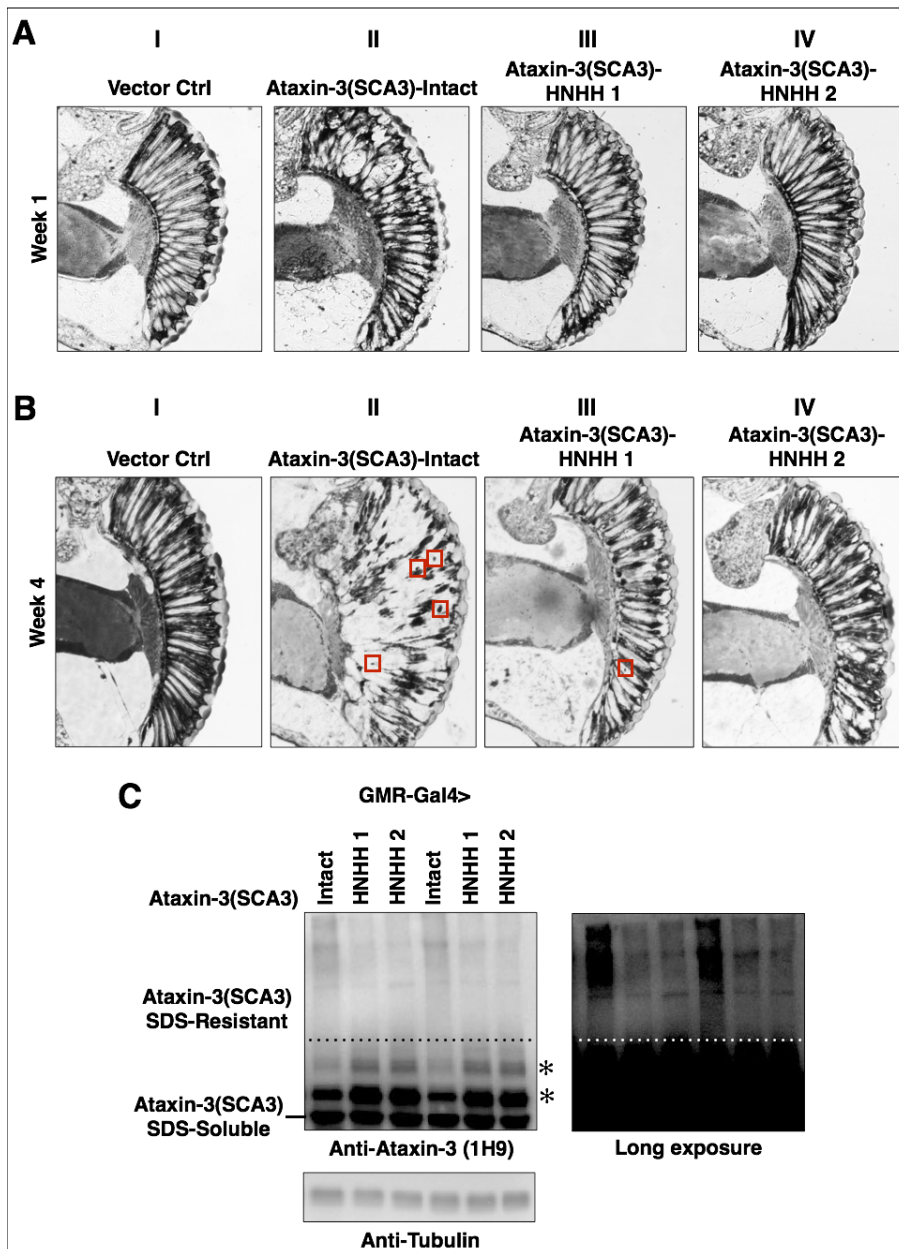 A
I
II
III
IV
Vector Ctrl
Ataxin-3(SCA3)-Intact
Ataxin-3(SCA3)-
HNHH 1
Ataxin-3(SCA3)-
HNHH 2
Week 1
B
I
II
III
IV
Vector Ctrl
Ataxin-3(SCA3)-Intact
Ataxin-3(SCA3)-
HNHH 1
Ataxin-3(SCA3)-
HNHH 2
Week 4
C
GMR-Gal4>
Ataxin-3(SCA3)
Intact
HNHH 1
HNHH 2
Intact
HNHH 1
HNHH 2
Ataxin-3(SCA3)
SDS-Resistant
*
*
Ataxin-3(SCA3)
SDS-Soluble
Anti-Ataxin-3 (1H9)
Long exposure
Anti-Tubulin